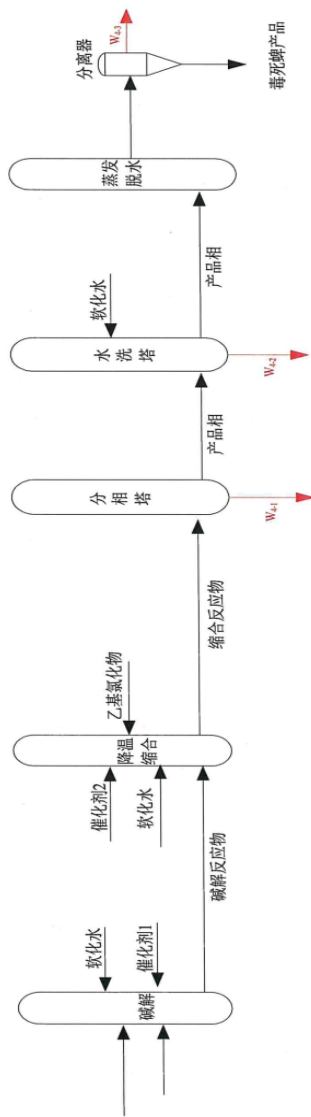 软化水
催化剂1
碱解
碱解反应物
催化剂2
软化水
乙基氯化物
降温
缩合
缩合反应物
分相塔
W4-1
产品相
软化水
水洗塔
W4-2
产品相
蒸发
脱水
分离器
W4-3
毒死蜱产品